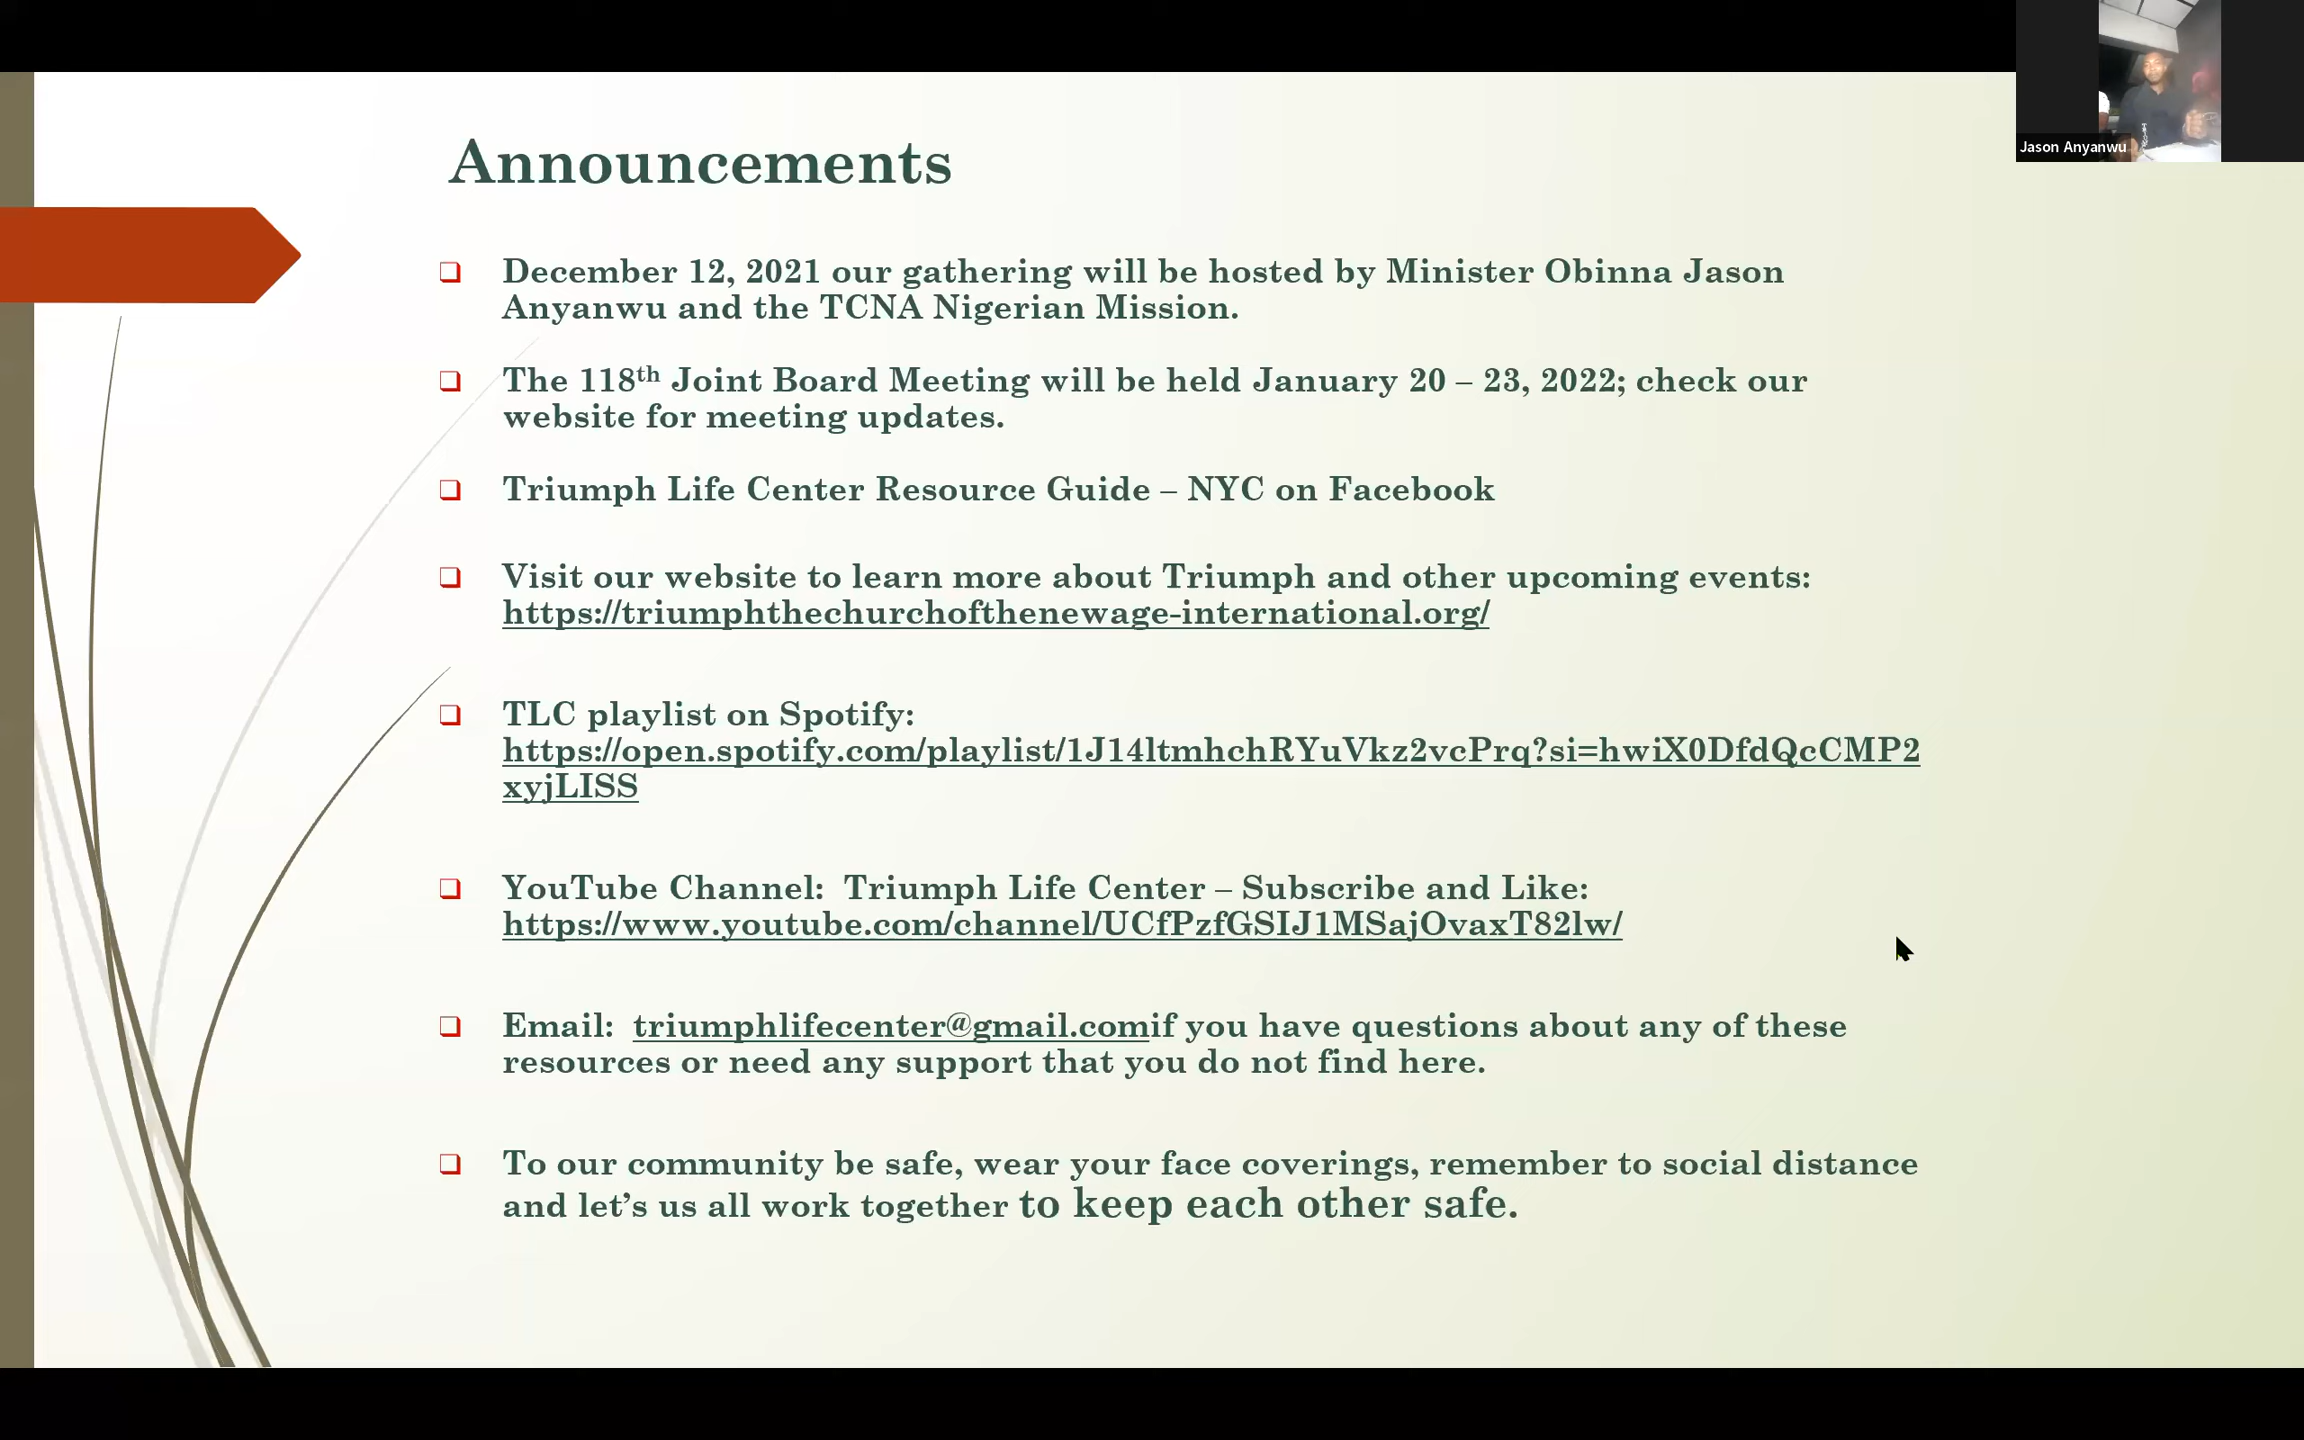 Jason Anyanwu
Announcements
❑ December 12, 2021 our gathering will be hosted by Minister Obinna Jason
Anyanwu and the TCNA Nigerian Mission.
❑ The 118th Joint Board Meeting will be held January 20 – 23, 2022; check our
website for meeting updates.
❑ Triumph Life Center Resource Guide – NYC on Facebook
❑ Visit our website to learn more about Triumph and other upcoming events:
https://triumphthechurchofthenewage-international.org/
❑ TLC playlist on Spotify:
https://open.spotify.com/playlist/1J14ltmhchRYuVkz2vcPrq?si=hwiX0DfdQcCMP2
xyjLISS
❑ YouTube Channel:  Triumph Life Center – Subscribe and Like:
https://www.youtube.com/channel/UCfPzfGSIJ1MSajOvaxT82lw/
❑ Email:  triumphlifecenter@gmail.comif you have questions about any of these
resources or need any support that you do not find here.
❑ To our community be safe, wear your face coverings, remember to social distance
and let’s us all work together to keep each other safe.